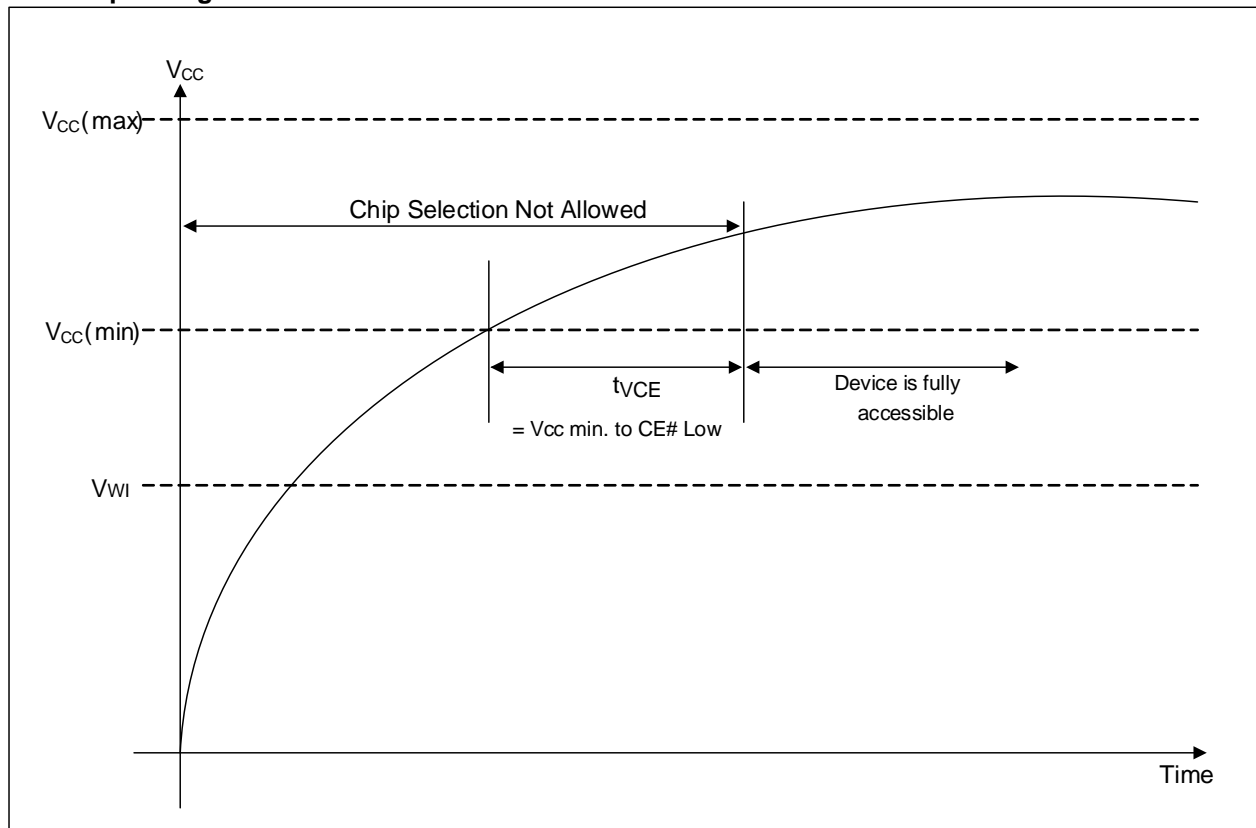 VCC
VCC(max)
Chip Selection Not Allowed
VCC(min)
tVCE
= Vcc min. to CE# Low
Device is fully
accessible
VWI
Time